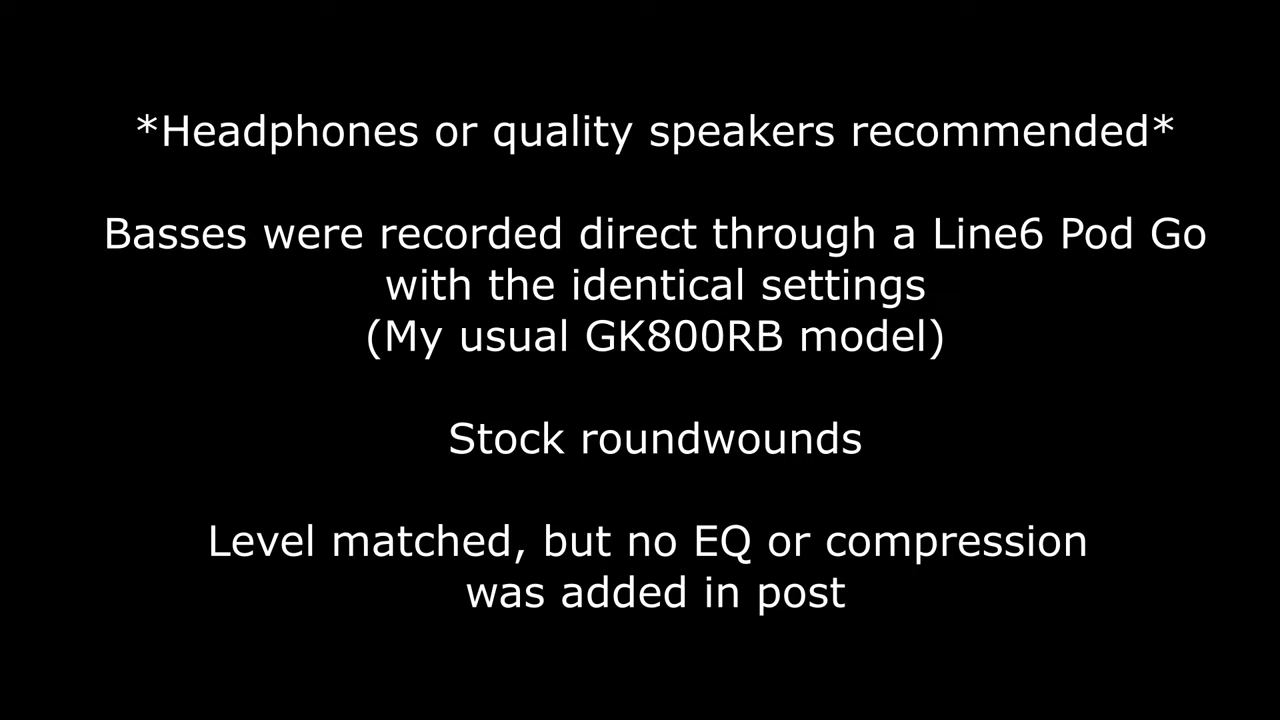 *Headphones or quality speakers recommended*
Basses were recorded direct through a Line6 Pod Go
with the identical settings
(My usual GK800RB model)
Stock roundwounds
Level matched, but no EQ or compression
was added in post